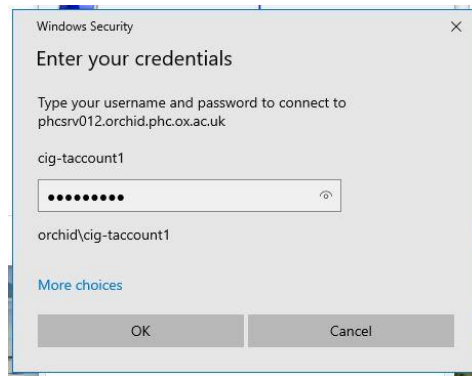 Windows Security
Enter your credentials
Type your username and password to connect to
phcsrv012.orchid.phc.ox.ac.uk
cig-taccount1
●●●●●●●●●
orchid\cig-taccount1
More choices
OK Cancel